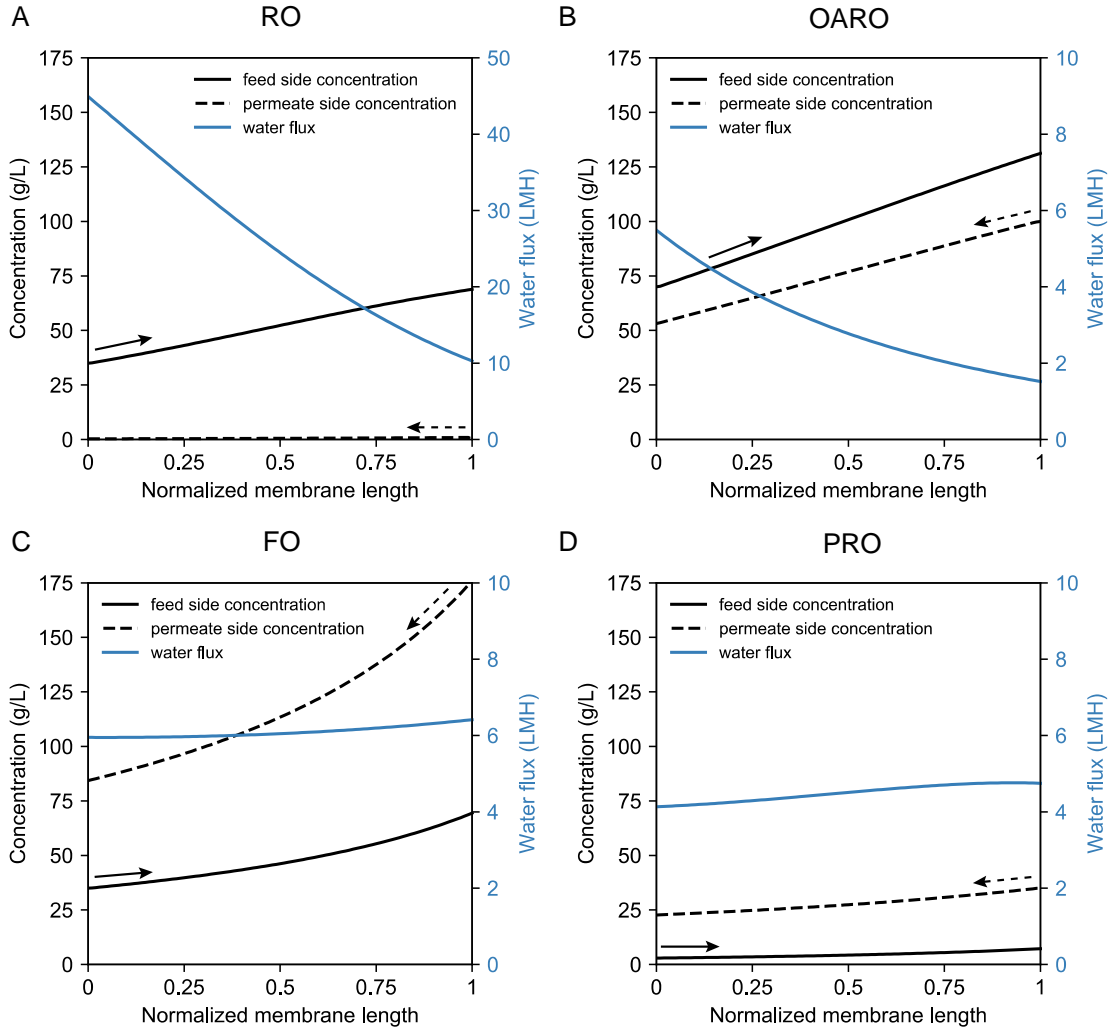 A
RO
175
150
125
100
75
50
25
0
Concentration (g/L)
feed side concentration
permeate side concentration
water flux
50
40
30
20
10
0
Water flux (LMH)
0
0.25
0.5
0.75
1
Normalized membrane length
B
OARO
175
150
125
100
75
50
25
0
Concentration (g/L)
feed side concentration
permeate side concentration
water flux
10
8
6
4
2
0
Water flux (LMH)
0
0.25
0.5
0.75
1
Normalized membrane length
C
FO
175
150
125
100
75
50
25
0
Concentration (g/L)
feed side concentration
permeate side concentration
water flux
10
8
6
4
2
0
Water flux (LMH)
0
0.25
0.5
0.75
1
Normalized membrane length
D
PRO
175
150
125
100
75
50
25
0
Concentration (g/L)
feed side concentration
permeate side concentration
water flux
10
8
6
4
2
0
Water flux (LMH)
0
0.25
0.5
0.75
1
Normalized membrane length